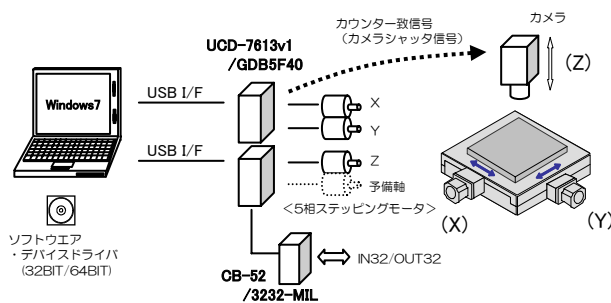 カウンター致信号
(カメラシャッタ信号)
カメラ
UCD-7613v1
/GDB5F40
(Z)
Windows7
USB I/F
X
Y
USB I/F
Z
予備軸
<5相ステッピングモータ>
(X)
(Y)
ソフトウエア
・デバイスドライバ
(32BIT/64BIT)
IN32/OUT32
CB-52
/3232-MIL